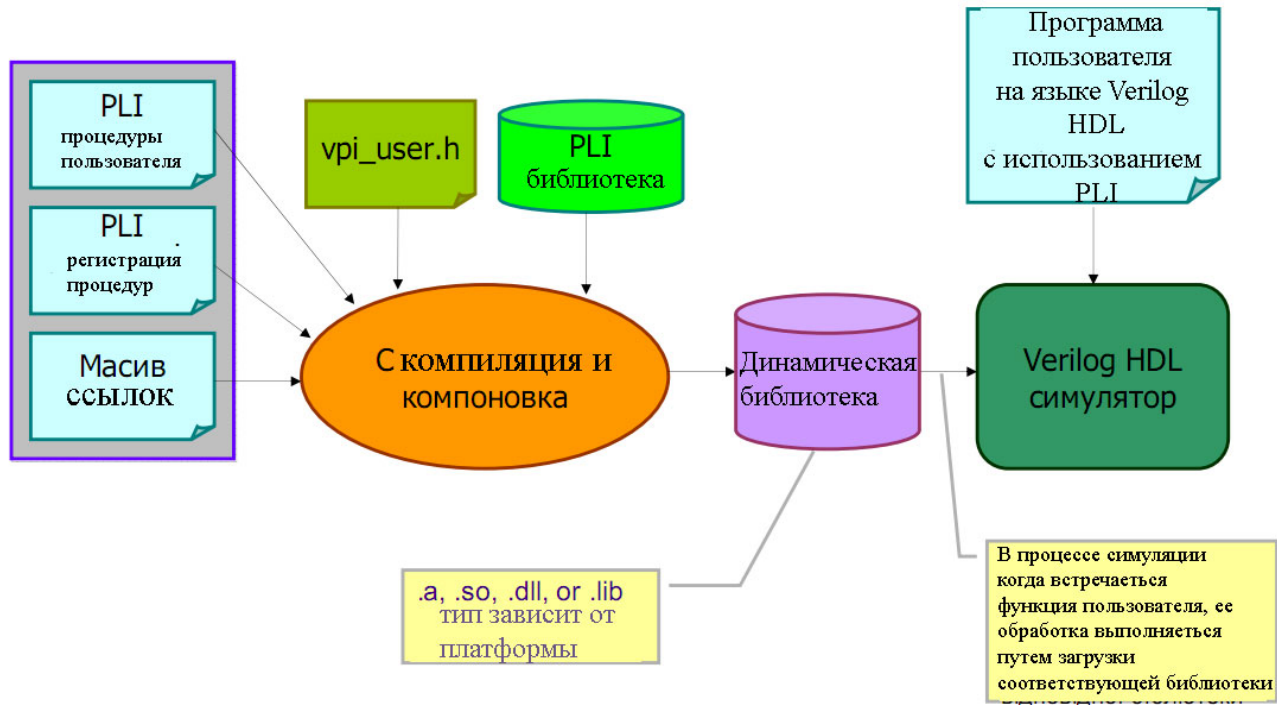 PLI
процедуры
пользователя
PLI
регистрация
процедур
Масив
ссылок
vpi_user.h
PLI
библиотека
С компиляция и
компоновка
Динамическая
библиотека
Программа
пользователя
на языке Verilog
HDL
с использованием
PLI
Verilog HDL
симулятор
.a, .so, .dll, or .lib
тип зависит от
платформы
В процессе симуляции
когда встречаеться
функция пользователя, ее
обработка выполняеться
путем загрузки
соответствующей библиотеки